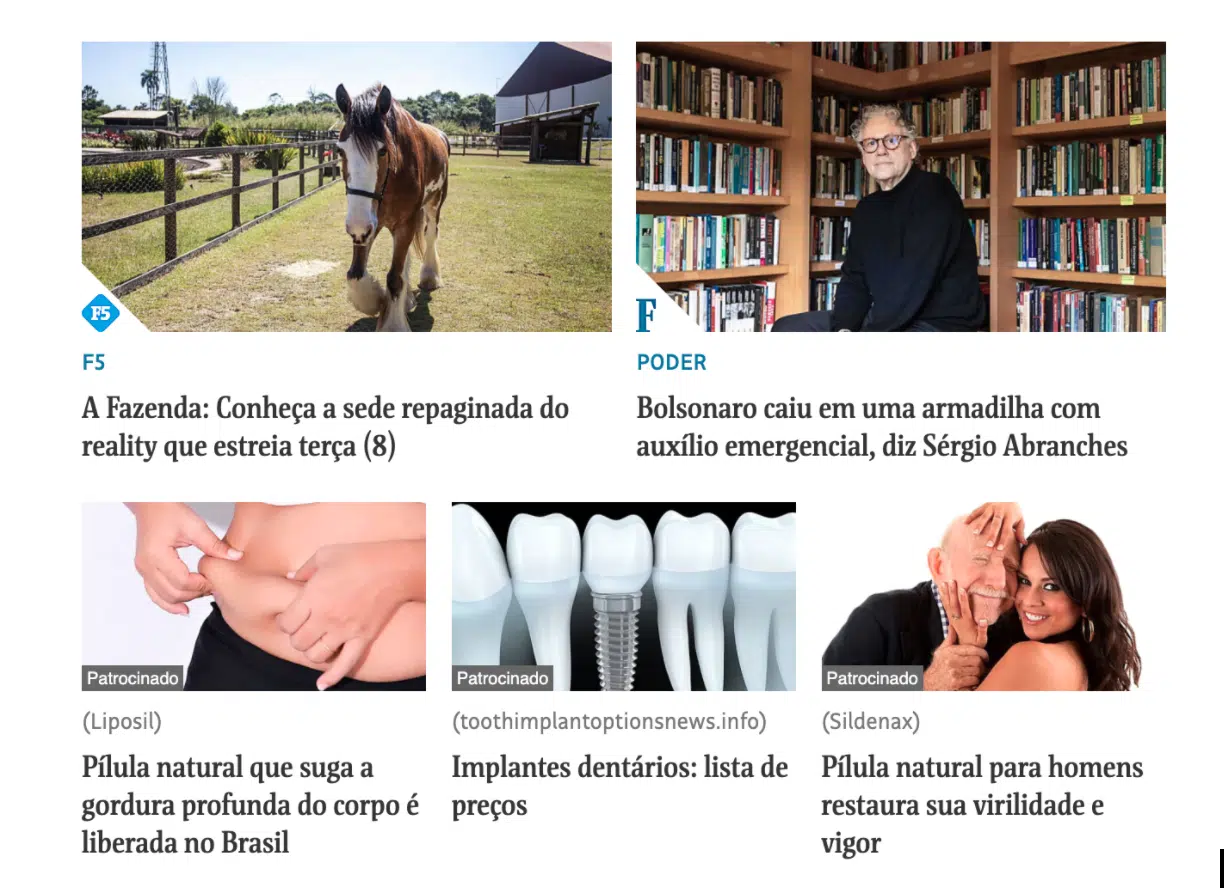 F5
F
F5
PODER
A Fazenda: Conheça a sede repaginada do
reality que estreia terça (8)
Bolsonaro caiu em uma armadilha com
auxílio emergencial, diz Sérgio Abranches
Patrocinado
Patrocinado
Patrocinado
(Liposil)
(toothimplantoptionsnews.info)
(Sildenax)
Pílula natural que suga a
gordura profunda do corpo é
liberada no Brasil
Implantes dentários: lista de
preços
Pílula natural para homens
restaura sua virilidade e
vigor